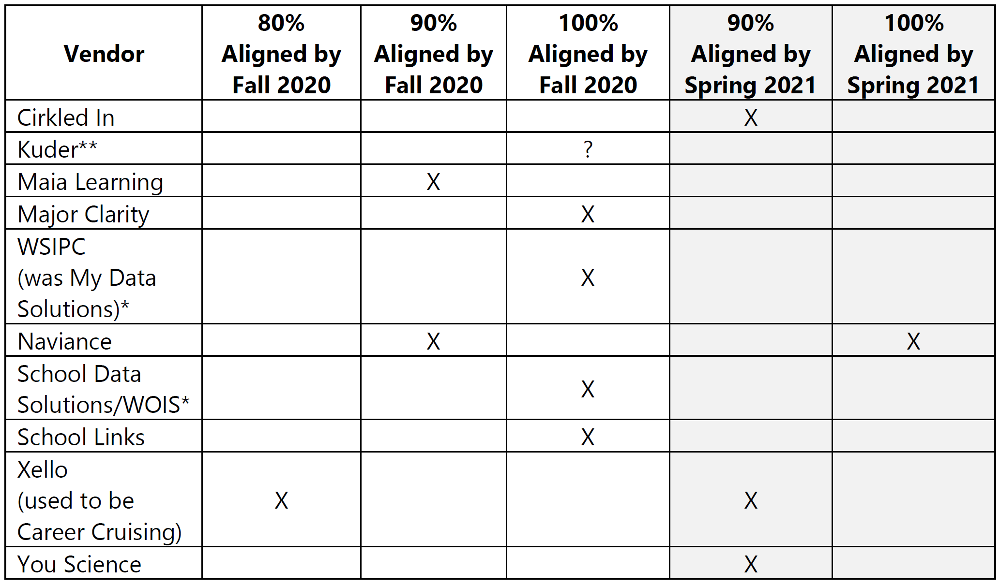 Vendor
80%
Aligned by
Fall 2020
90%
Aligned by
Fall 2020
100%
Aligned by
Fall 2020
90%
Aligned by
Spring 2021
100%
Aligned by
Spring 2021
Cirkled In
X
Kuder**
?
Maia Learning
X
Major Clarity
X
WSIPC
(was My Data
Solutions)*
X
Naviance
X
X
School Data
Solutions/WOIS*
X
School Links
X
Xello
(used to be
Career Cruising)
X
X
You Science
X